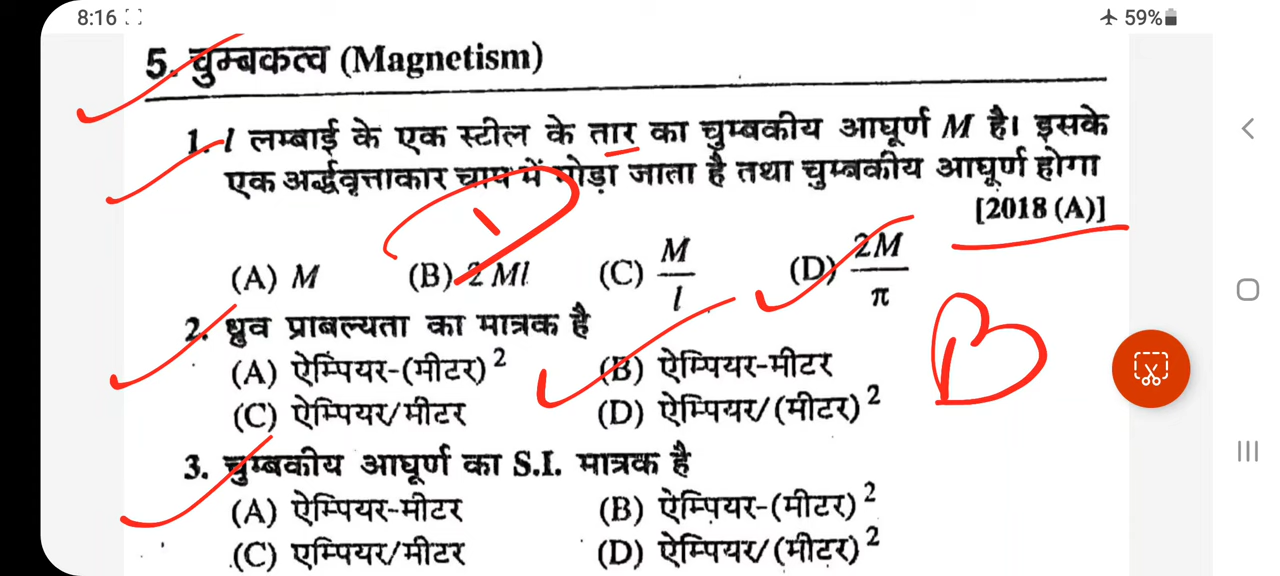 8:16 59%
5. चुम्बकत्व (Magnetism)
1. l लम्बाई के एक स्टील के तार का चुम्बकीय आघूर्ण M है। इसके
एक अर्द्धवृत्ताकार चाप में मोड़ा जाता है तथा चुम्बकीय आघूर्ण होगा
[2018 (A)]
(A) M (B) 2 Ml (C) M/l (D) 2M/π
2. ध्रुव प्राबल्यता का मात्रक है
(A) ऐम्पियर-(मीटर)² (B) ऐम्पियर-मीटर
(C) ऐम्पियर/मीटर (D) ऐम्पियर/(मीटर)²
B
3. चुम्बकीय आघूर्ण का S.I. मात्रक है
(A) ऐम्पियर-मीटर (B) ऐम्पियर-(मीटर)²
(C) एम्पियर/मीटर (D) ऐम्पियर/(मीटर)²